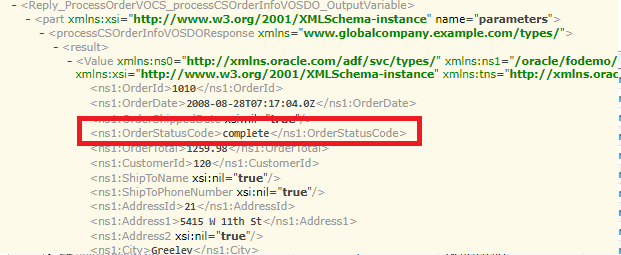 - <Reply_ProcessOrderVOCS_processCSOrderInfoVOSDO_OutputVariable>
- <part xmlns:xsi="http://www.w3.org/2001/XMLSchema-instance" name="parameters">
- <processCSOrderInfoVOSDOResponse xmlns="www.globalcompany.example.com/types/">
- <result>
- <Value xmlns:ns0="http://xmlns.oracle.com/adf/svc/types/" xmlns:ns1="/oracle/fodemo/
xmlns:xsi="http://www.w3.org/2001/XMLSchema-instance" xmlns:tns="http://xmlns.orac
<ns1:OrderId>1010</ns1:OrderId>
<ns1:OrderDate>2008-08-28T07:17:04.0Z</ns1:OrderDate>
<ns1:OrderShippedDate xsi:nil="true"/>
<ns1:OrderStatusCode>complete</ns1:OrderStatusCode>
<ns1:OrderTotal>1259.98</ns1:OrderTotal>
<ns1:CustomerId>120</ns1:CustomerId>
<ns1:ShipToName xsi:nil="true"/>
<ns1:ShipToPhoneNumber xsi:nil="true"/>
<ns1:AddressId>21</ns1:AddressId>
<ns1:Address1>5415 W 11th St</ns1:Address1>
<ns1:Address2 xsi:nil="true"/>
<ns1:City>Greeley</ns1:City>